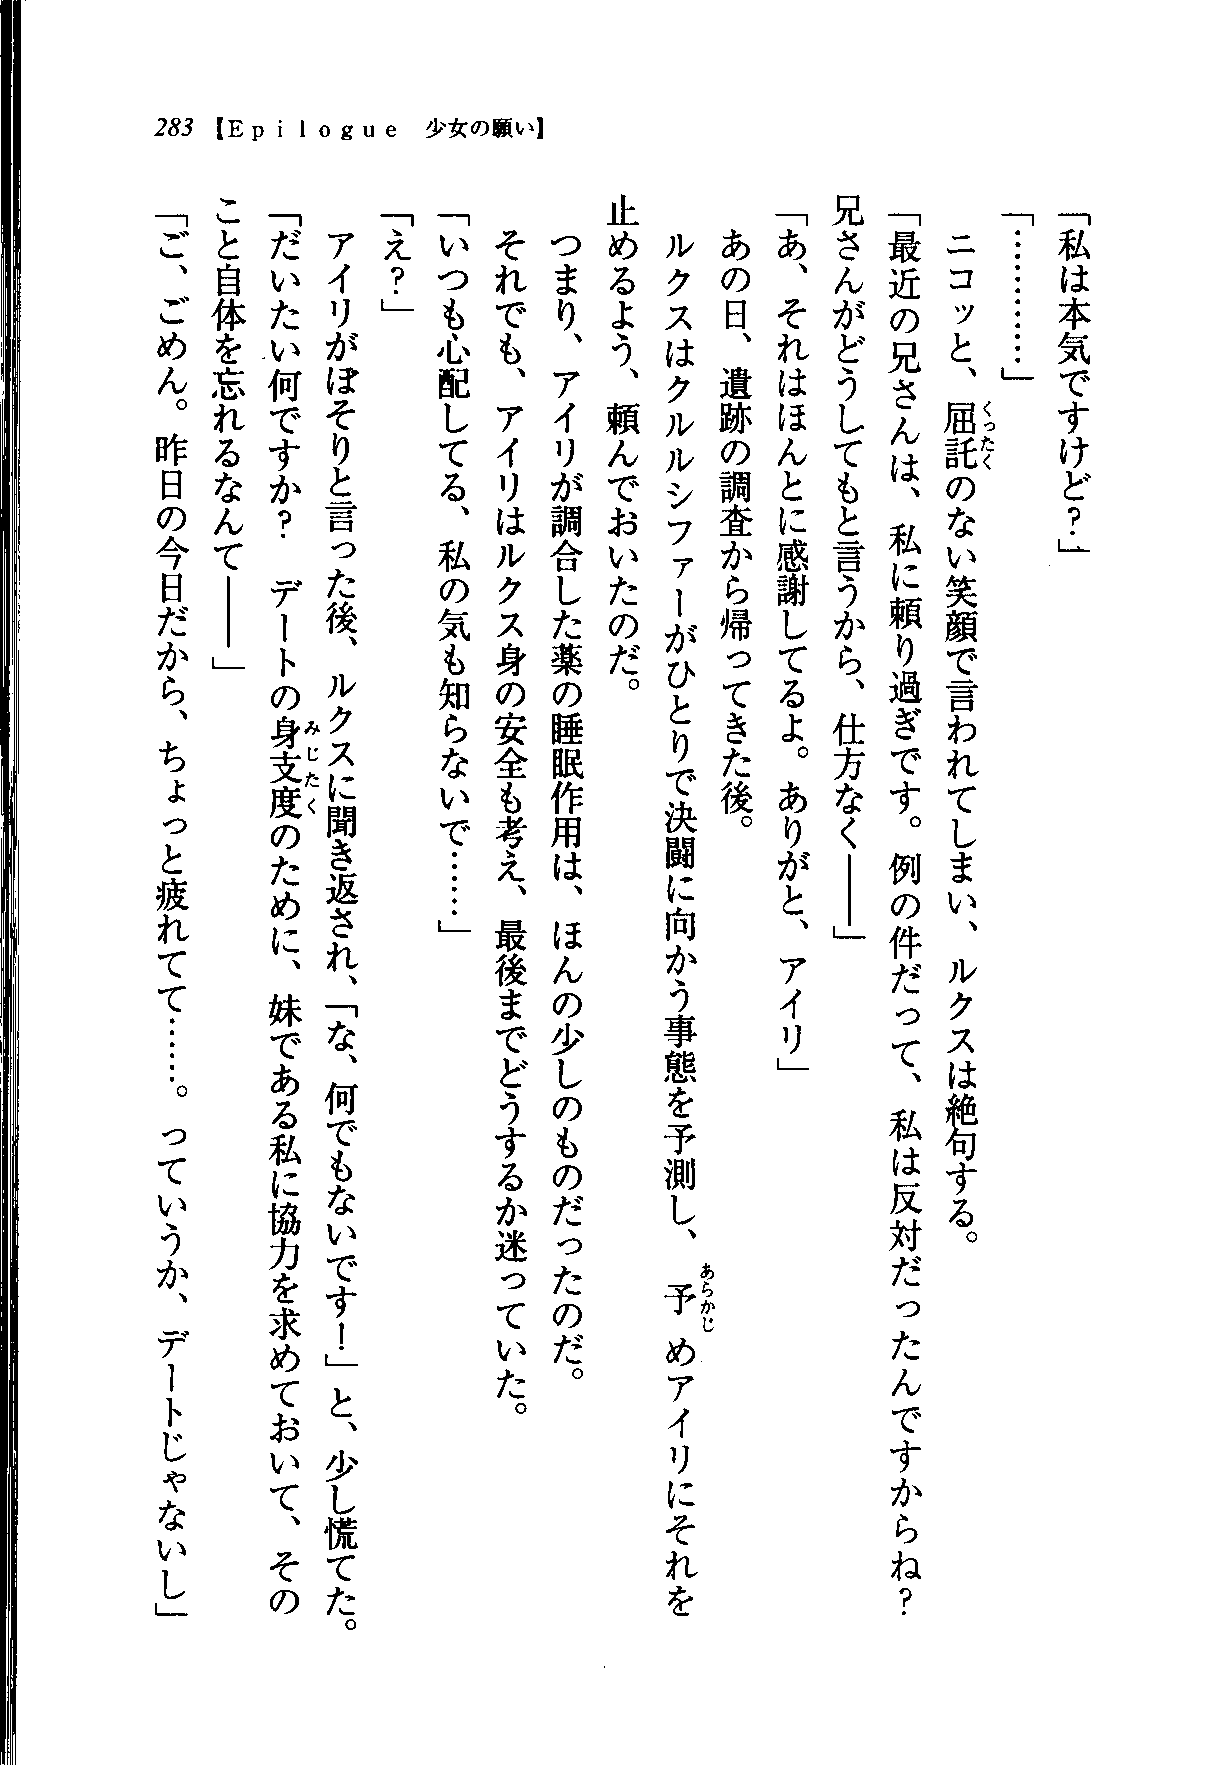 283【Epilogue　少女の願い】
「私は本気ですけど？」
「…………」
　ニコッと、屈託のない笑顔で言われてしまい、ルクスは絶句する。
「最近の兄さんは、私に頼り過ぎです。例の件だって、私は反対だったんですからね？
兄さんがどうしてもと言うから、仕方なく――」
「あ、それはほんとに感謝してるよ。ありがと、アイリ」
　あの日、遺跡の調査から帰ってきた後。
　ルクスはクルルシファーがひとりで決闘に向かう事態を予測し、予めアイリにそれを
止めるよう、頼んでおいたのだ。
　つまり、アイリが調合した薬の睡眠作用は、ほんの少しのものだったのだ。
　それでも、アイリはルクス身の安全も考え、最後までどうするか迷っていた。
「いつも心配してる、私の気も知らないで……」
「え？」
　アイリがぽそりと言った後、ルクスに聞き返され、「な、何でもないです！」と、少し慌てた。
「だいたい何ですか？　デートの身支度のために、妹である私に協力を求めておいて、その
こと自体を忘れるなんて――」
「ご、ごめん。昨日の今日だから、ちょっと疲れてて……。っていうか、デートじゃないし」
くったく
あらかじ
みじたく